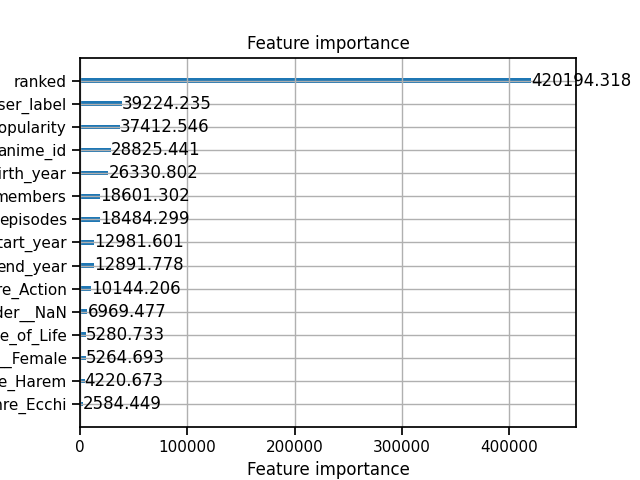 Feature importance
ranked 420194.318
ser_label 39224.235
opularity 37412.546
anime_id 28825.441
irth_year 26330.802
members 18601.302
episodes 18484.299
tart_year 12981.601
end_year 12891.778
re_Action 10144.206
der__NaN 6969.477
e_of_Life 5280.733
__Female 5264.693
e_Harem 4220.673
nre_Ecchi 2584.449
0 100000 200000 300000 400000
Feature importance